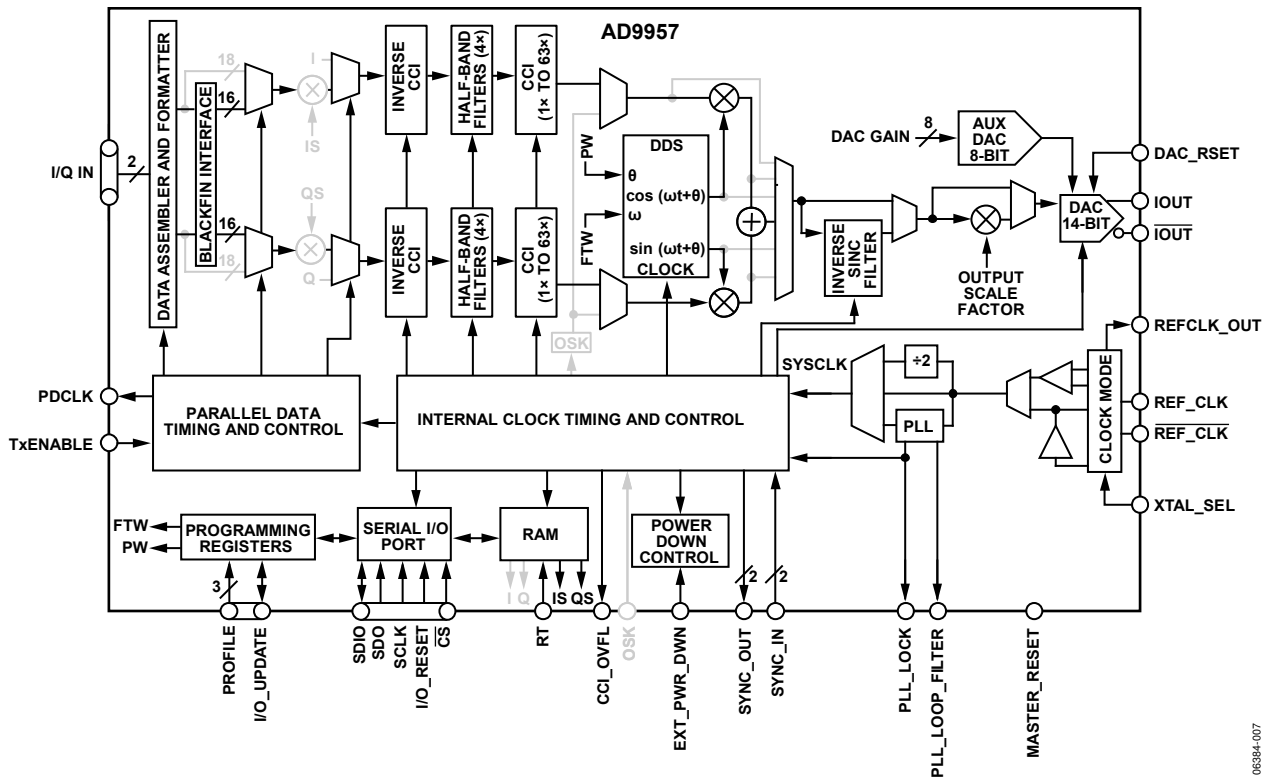 AD9957
I/Q IN
2
DATA ASSEMBLER AND FORMATTER
BLACKFIN INTERFACE
18
16
16
18
IS
QS
I
Q
INVERSE
CCI
HALF-BAND
FILTERS (4×)
CCI
(1× TO 63×)
INVERSE
CCI
HALF-BAND
FILTERS (4×)
CCI
(1× TO 63×)
OSK
PW
FTW
DDS
θ
cos (ωt+θ)
ω
sin (ωt+θ)
CLOCK
INVERSE
SINC
FILTER
OUTPUT
SCALE
FACTOR
DAC GAIN
8
AUX
DAC
8-BIT
DAC
14-BIT
DAC_RSET
IOUT
IOUT
REFCLK_OUT
REF_CLK
REF_CLK
XTAL_SEL
CLOCK MODE
÷2
PLL
SYSCLK
PDCLK
TxENABLE
PARALLEL DATA
TIMING AND CONTROL
INTERNAL CLOCK TIMING AND CONTROL
FTW
PW
PROGRAMMING
REGISTERS
SERIAL I/O
PORT
RAM
POWER
DOWN
CONTROL
I
Q
IS
QS
3
2
2
PROFILE
I/O_UPDATE
SDIO
SDO
SCLK
I/O_RESET
CS
RT
CCI_OVFL
OSK
EXT_PWR_DWN
SYNC_OUT
SYNC_IN
PLL_LOCK
PLL_LOOP_FILTER
MASTER_RESET
06384-007